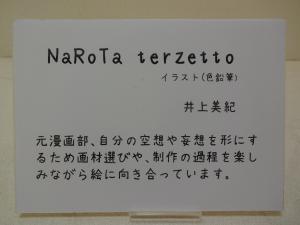 NaRoTa terzetto
イラスト(色鉛筆)
井上美紀
元漫画部、自分の空想や妄想を形にす
るため画材選びや、制作の過程を楽し
みながら絵に向き合っています。